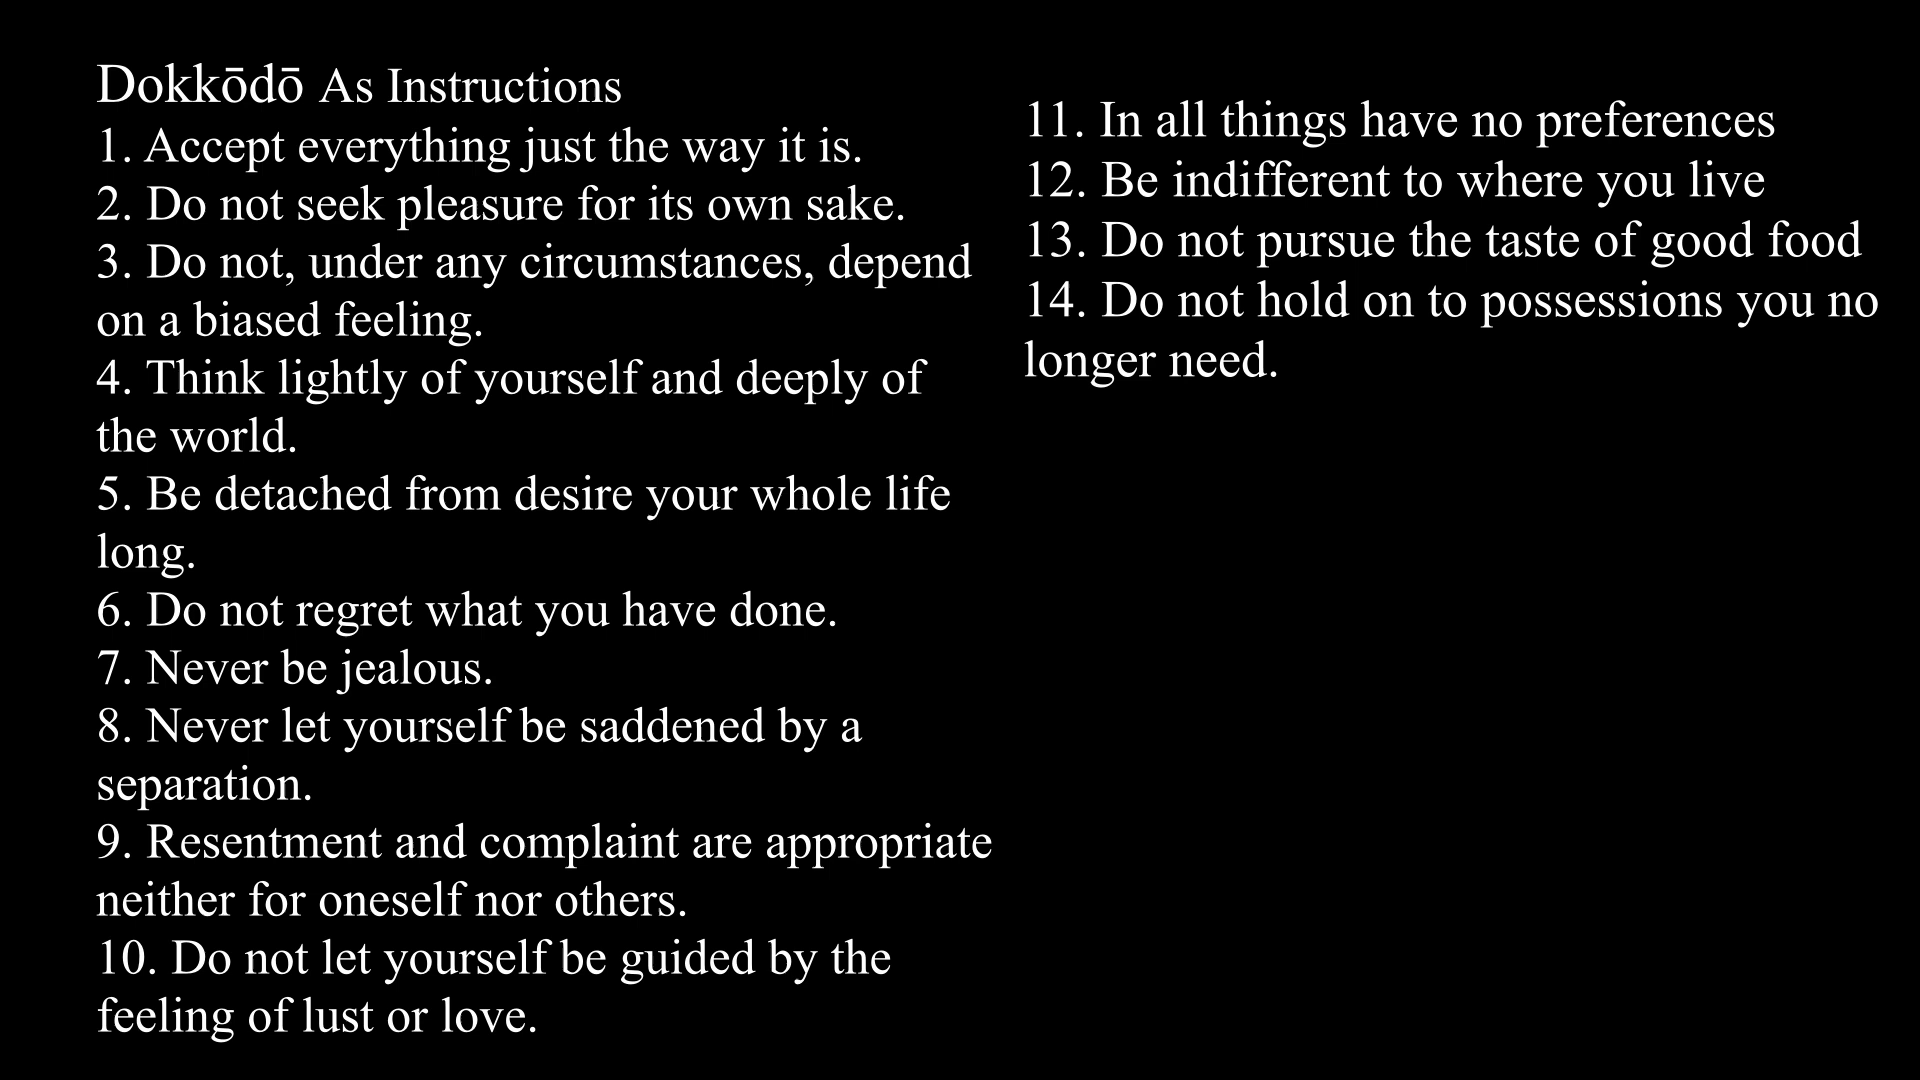 Dokkōdō As Instructions
1. Accept everything just the way it is.
2. Do not seek pleasure for its own sake.
3. Do not, under any circumstances, depend
on a biased feeling.
4. Think lightly of yourself and deeply of
the world.
5. Be detached from desire your whole life
long.
6. Do not regret what you have done.
7. Never be jealous.
8. Never let yourself be saddened by a
separation.
9. Resentment and complaint are appropriate
neither for oneself nor others.
10. Do not let yourself be guided by the
feeling of lust or love.
11. In all things have no preferences
12. Be indifferent to where you live
13. Do not pursue the taste of good food
14. Do not hold on to possessions you no
longer need.